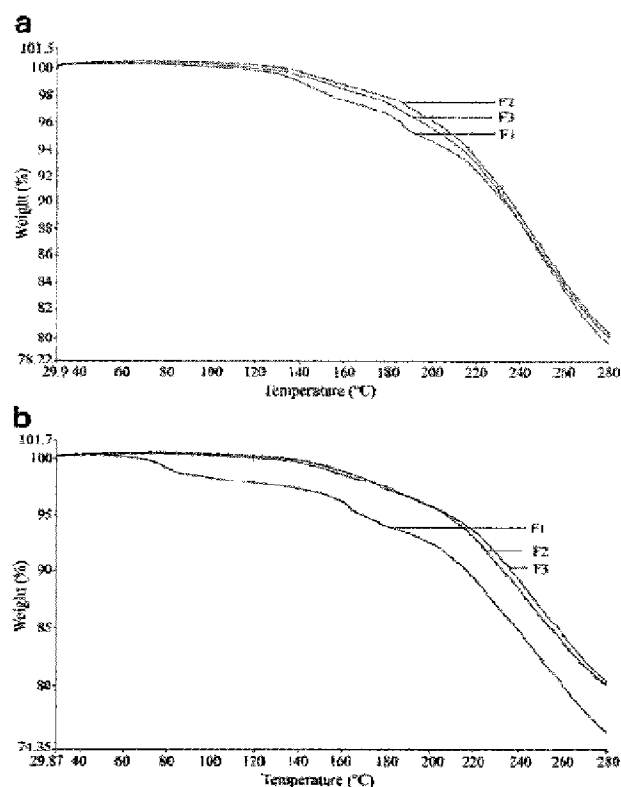 a
101.5
100
98
96
94
92
90
88
86
84
82
80
78.22
Weight (%)
F2
F3
F1
29.9 40 60 80 100 120 140 160 180 200 220 240 260 280
Temperature (°C)
b
101.7
100
95
90
85
80
74.35
Weight (%)
F1
F2
F3
29.87 40 60 80 100 120 140 160 180 200 220 240 260 280
Temperature (°C)